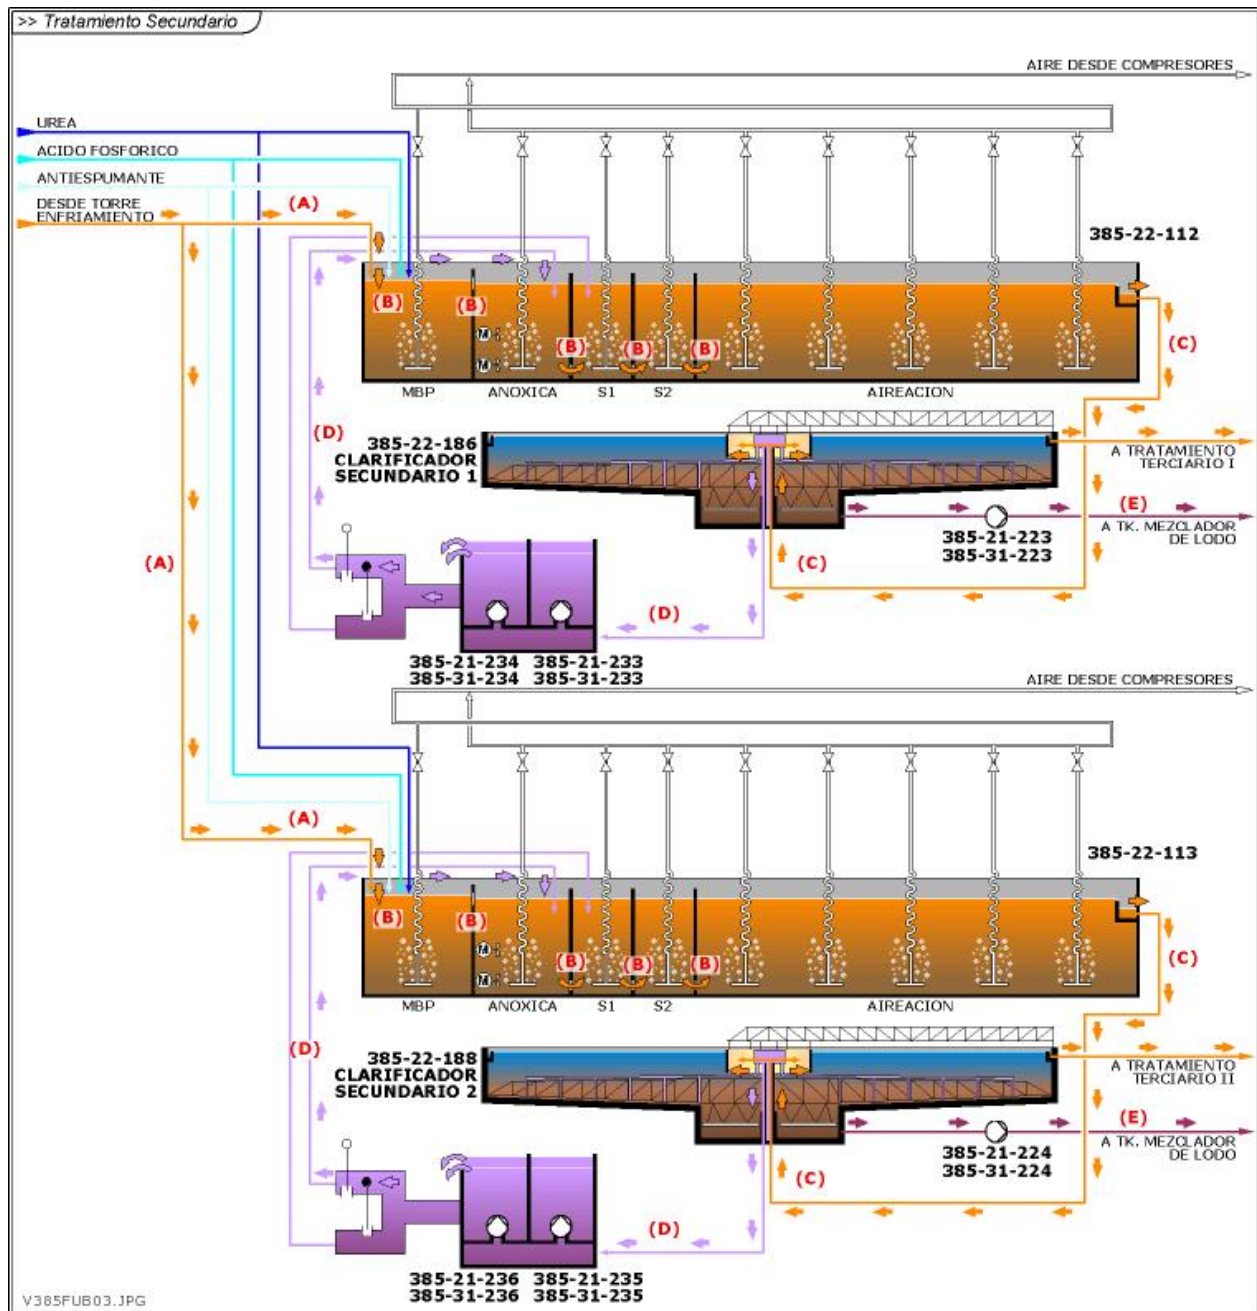 >> Tratamiento Secundario
AIRE DESDE COMPRESORES
UREA
ACIDO FOSFORICO
ANTIESPUMANTE
DESDE TORRE
ENFRIAMIENTO
(A)
385-22-112
(B)
(B)
(B)
(B)
(B)
(C)
MBP
ANOXICA
S1
S2
AIREACION
(D)
385-22-186
CLARIFICADOR
SECUNDARIO 1
A TRATAMIENTO
TERCIARIO I
(E)
A TK. MEZCLADOR
DE LODO
385-21-223
385-31-223
(A)
(C)
(D)
385-21-234
385-31-234
385-21-233
385-31-233
AIRE DESDE COMPRESORES
(A)
385-22-113
(B)
(B)
(B)
(B)
(B)
(C)
MBP
ANOXICA
S1
S2
AIREACION
(D)
385-22-188
CLARIFICADOR
SECUNDARIO 2
A TRATAMIENTO
TERCIARIO II
(E)
A TK. MEZCLADOR
DE LODO
385-21-224
385-31-224
(C)
(D)
385-21-236
385-31-236
385-21-235
385-31-235
V385FUB03.JPG